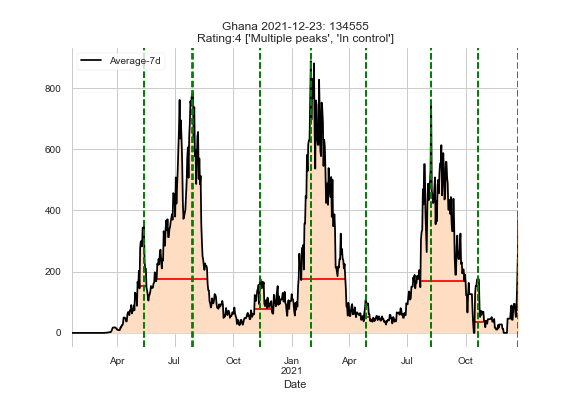 Ghana 2021-12-23: 134555
Rating:4 ['Multiple peaks', 'In control']
Average-7d
800
600
400
200
0
Apr Jul Oct Jan Apr Jul Oct
2021
Date